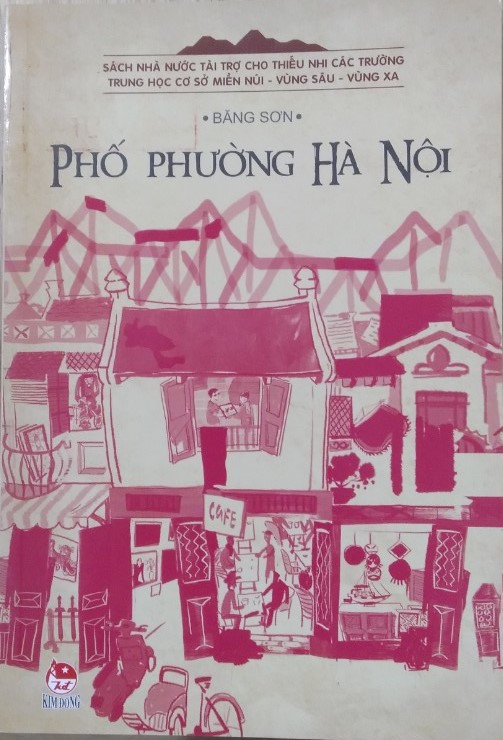 SÁCH NHÀ NƯỚC TÀI TRỢ CHO THIẾU NHI CÁC TRƯỜNG
TRUNG HỌC CƠ SỞ MIỀN NÚI - VÙNG SÂU - VÙNG XA
• BĂNG SƠN •
PHỐ PHƯỜNG HÀ NỘI
CAFE
KIM ĐỒNG